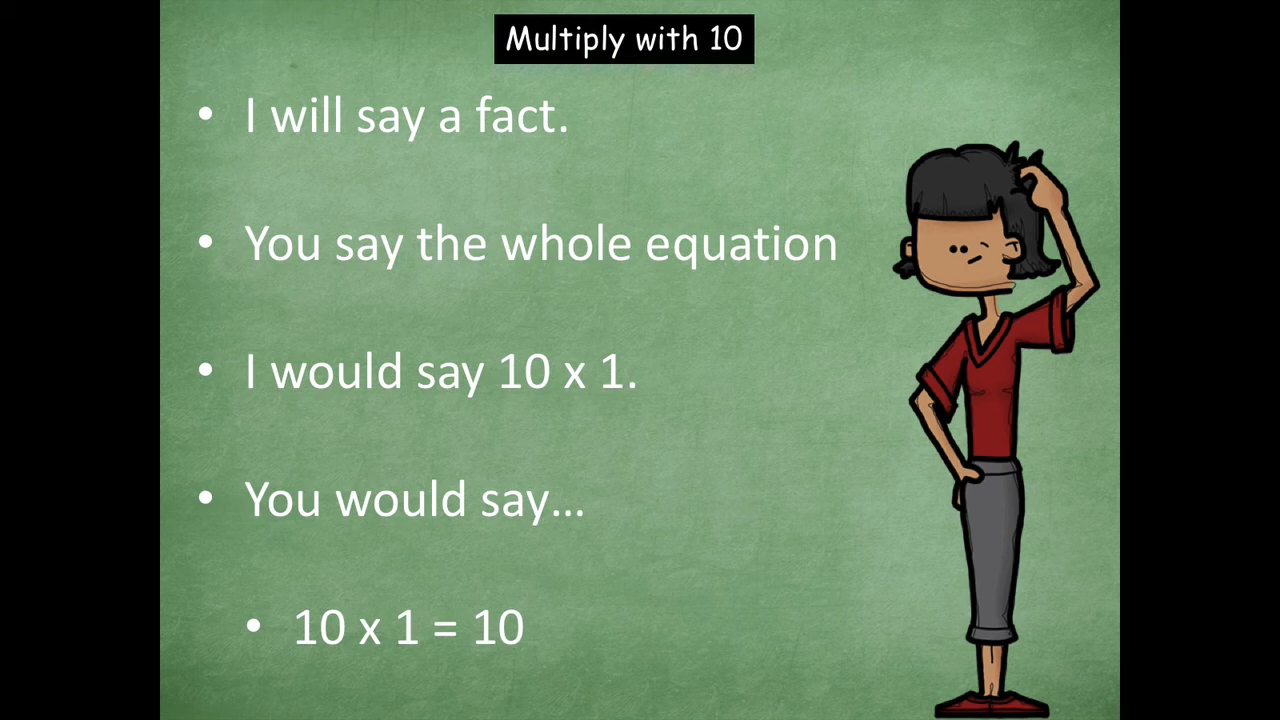 Multiply with 10
• I will say a fact.
• You say the whole equation
• I would say 10 x 1.
• You would say…
• 10 x 1 = 10